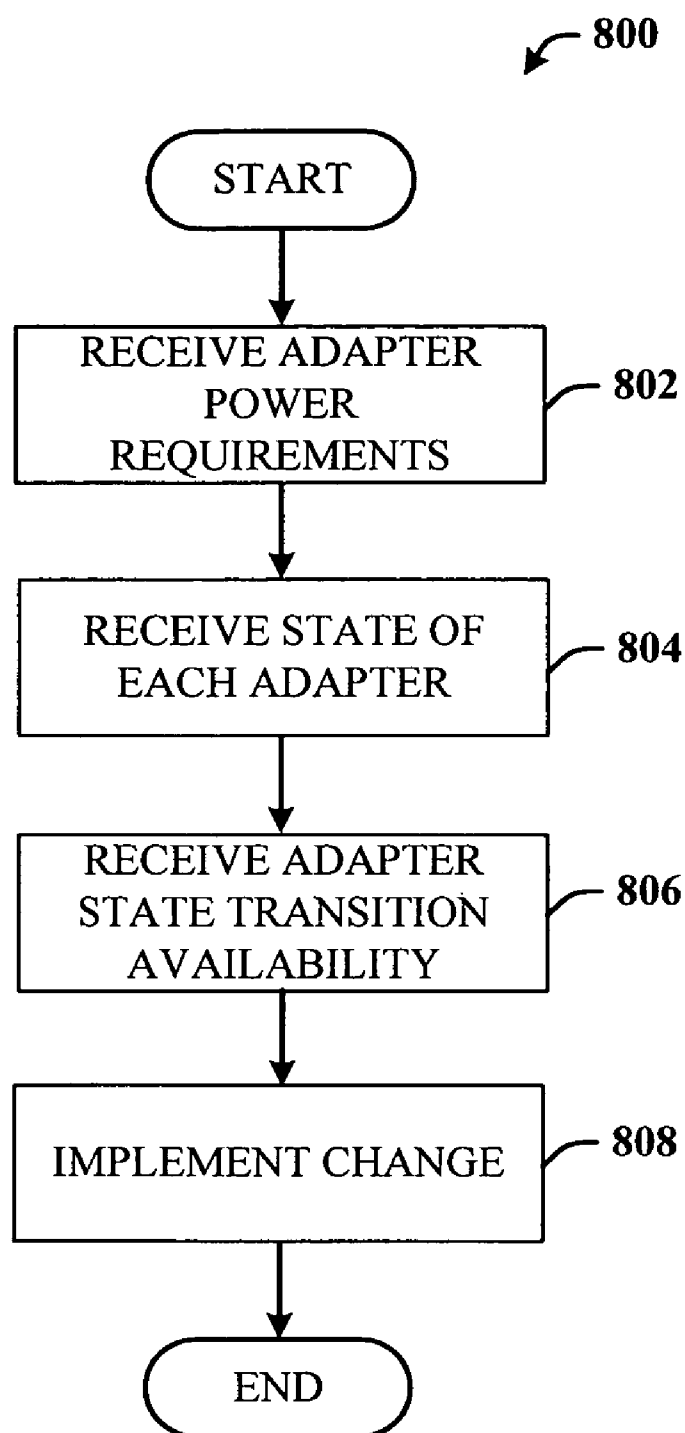 800
START
RECEIVE ADAPTER
POWER
REQUIREMENTS
802
RECEIVE STATE OF
EACH ADAPTER
804
RECEIVE ADAPTER
STATE TRANSITION
AVAILABILITY
806
IMPLEMENT CHANGE
808
END